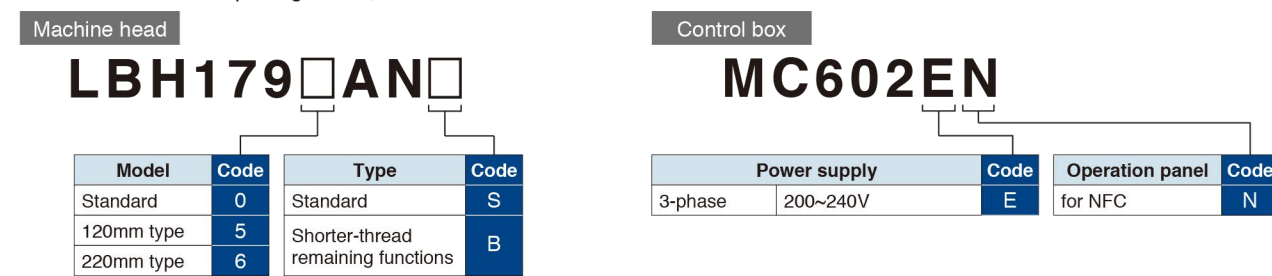 Machine head
LBH179□AN□
Model Code
Standard 0
120mm type 5
220mm type 6
Type Code
Standard S
Shorter-thread
remaining functions B
Control box
MC602EN
Power supply Code
3-phase 200~240V E
Operation panel Code
for NFC N